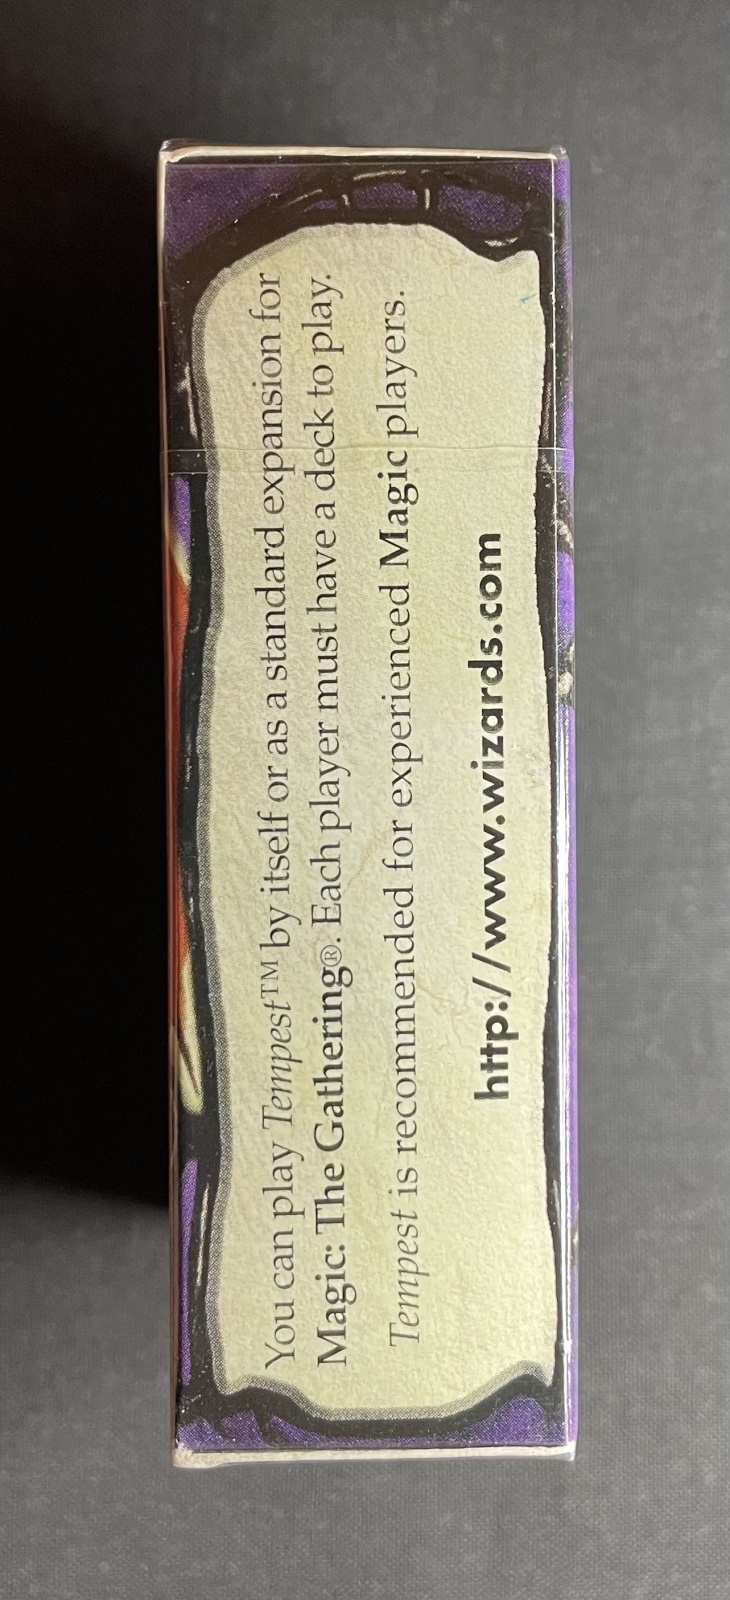 You can play Tempest™ by itself or as a standard expansion for
Magic: The Gathering®. Each player must have a deck to play.
Tempest is recommended for experienced Magic players.
http://www.wizards.com